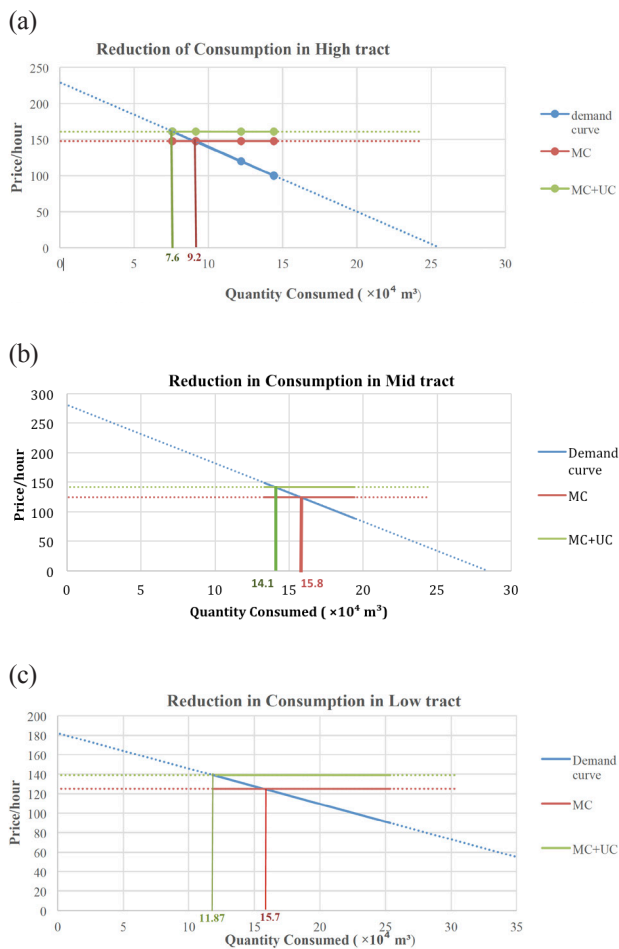 (a)
Reduction of Consumption in High tract
250
200
150
100
50
0
Price/hour
0
5
7.6
9.2
10
15
20
25
30
Quantity Consumed ( ×10⁴ m³)
demand
curve
MC
MC+UC
(b)
Reduction in Consumption in Mid tract
300
250
200
150
100
50
0
Price/hour
14.1
15.8
0
5
10
15
20
25
30
Quantity Consumed ( ×10⁴ m³)
Demand
curve
MC
MC+UC
(c)
Reduction in Consumption in Low tract
200
180
160
140
120
100
80
60
40
20
0
Price/hour
11.87
15.7
0
5
10
15
20
25
30
35
Quantity Consumed ( ×10⁴ m³)
Demand
curve
MC
MC+UC